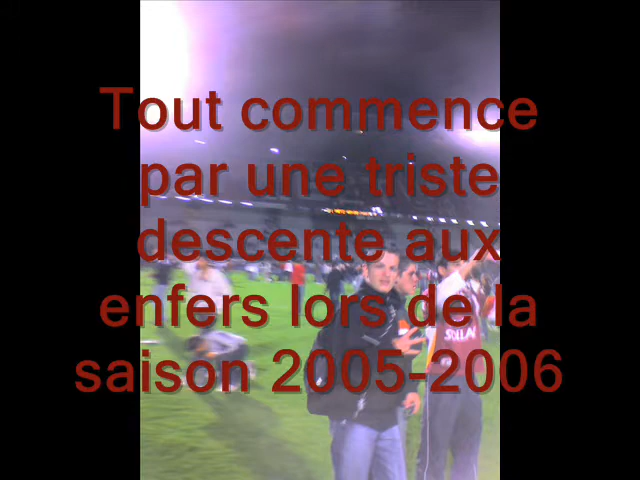 Tout commence
par une triste
descente aux
enfers lors de la
saison 2005-2006